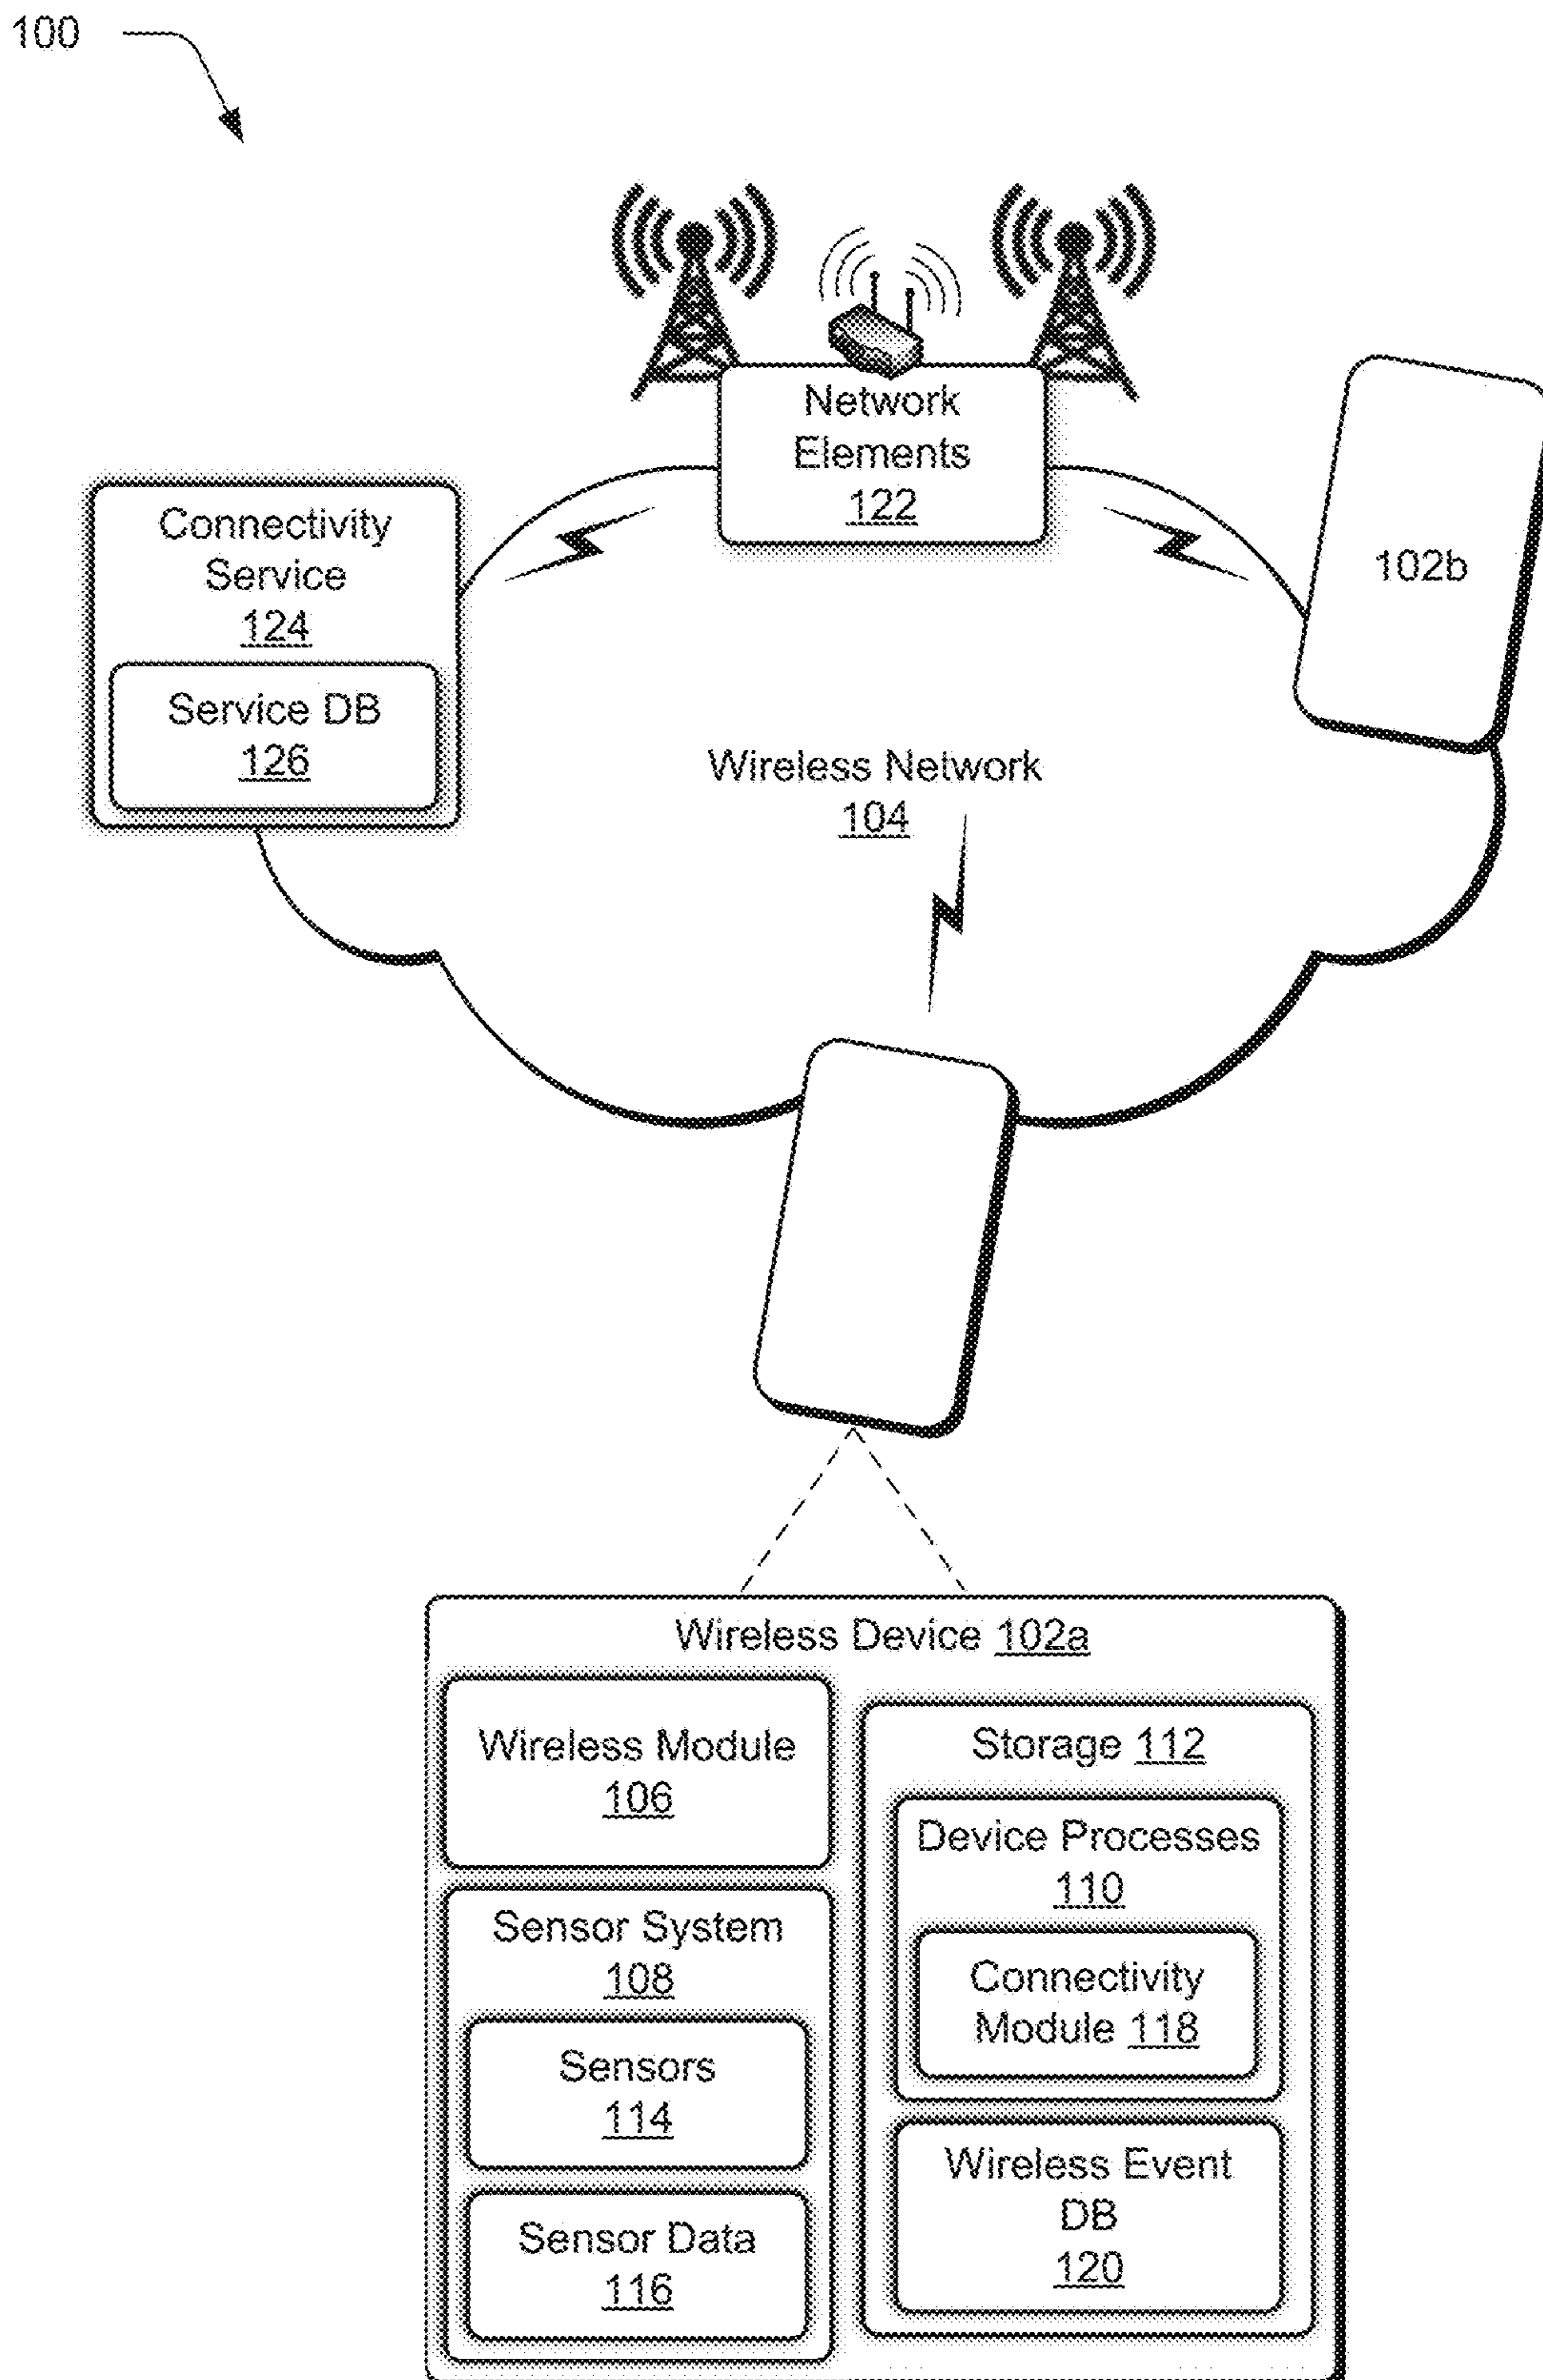 100
Network
Elements
122
Connectivity
Service
124
Service DB
126
102b
Wireless Network
104
Wireless Device 102a
Wireless Module
106
Sensor System
108
Sensors
114
Sensor Data
116
Storage 112
Device Processes
110
Connectivity
Module 118
Wireless Event
DB
120